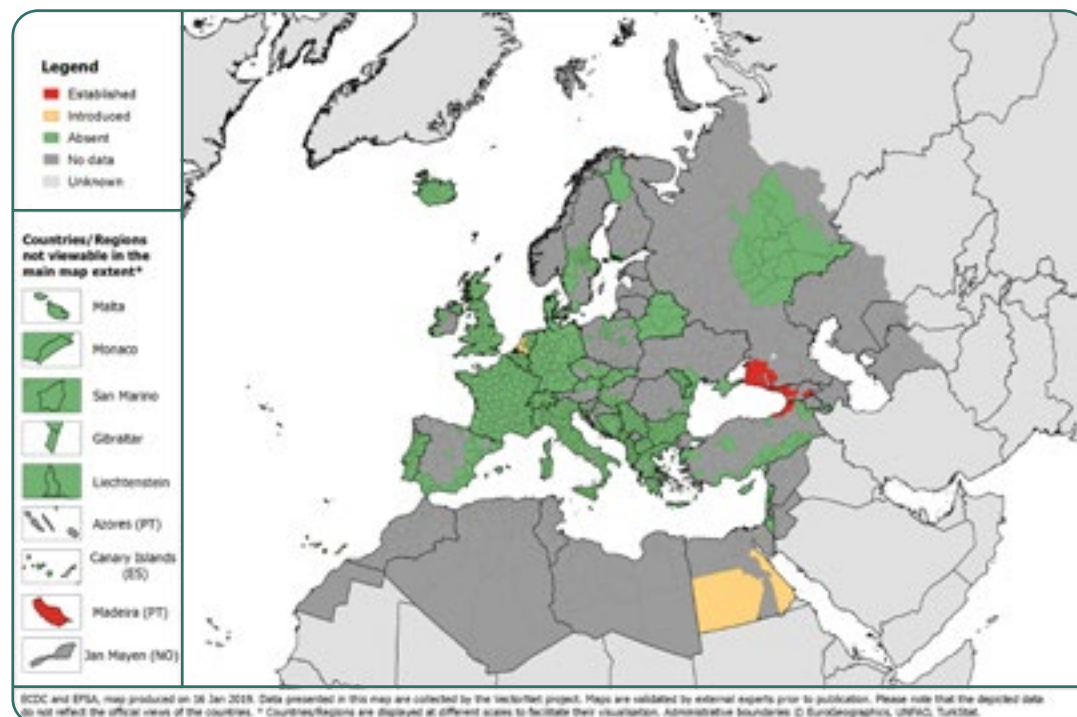 Legend
Established
Introduced
Absent
No data
Unknown
Countries/Regions
not viewable in the
main map extent*
Malta
Monaco
San Marino
Gibraltar
Liechtenstein
Azores (PT)
Canary Islands
(ES)
Madeira (PT)
Jan Mayen (NO)
ECDC and EFSA, map produced on 16 Jan 2019. Data presented in this map are collected by the VectorNet project. Maps are validated by external experts prior to publication. Please note that the depicted data
do not reflect the official views of the countries. * Countries/Regions are displayed at different scales to facilitate their visualisation. Administrative boundaries © EuroGeographics, UNFAO, TurkStat.